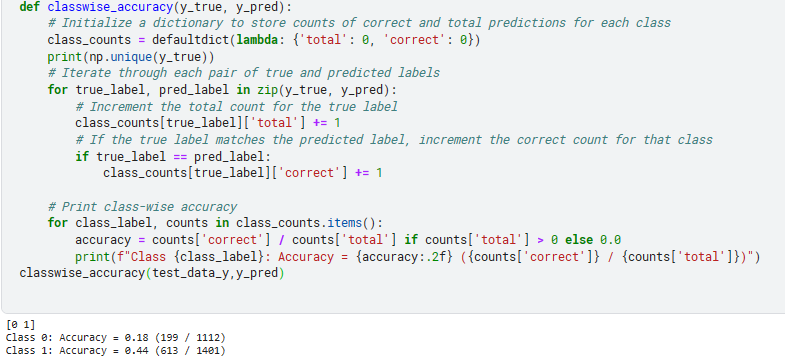 def classwise_accuracy(y_true, y_pred):
    # Initialize a dictionary to store counts of correct and total predictions for each class
    class_counts = defaultdict(lambda: {'total': 0, 'correct': 0})
    print(np.unique(y_true))
    # Iterate through each pair of true and predicted labels
    for true_label, pred_label in zip(y_true, y_pred):
        # Increment the total count for the true label
        class_counts[true_label]['total'] += 1
        # If the true label matches the predicted label, increment the correct count for that class
        if true_label == pred_label:
            class_counts[true_label]['correct'] += 1
    # Print class-wise accuracy
    for class_label, counts in class_counts.items():
        accuracy = counts['correct'] / counts['total'] if counts['total'] > 0 else 0.0
        print(f"Class {class_label}: Accuracy = {accuracy:.2f} ({counts['correct']} / {counts['total']})")
classwise_accuracy(test_data_y,y_pred)
[0 1]
Class 0: Accuracy = 0.18 (199 / 1112)
Class 1: Accuracy = 0.44 (613 / 1401)